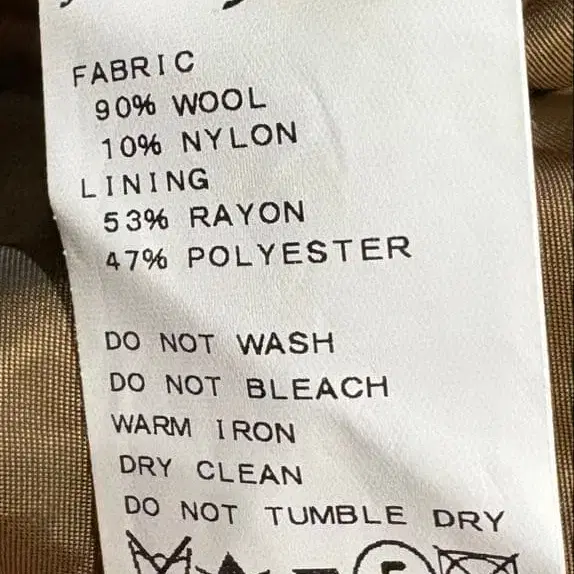 FABRIC
90% WOOL
10% NYLON
LINING
53% RAYON
47% POLYESTER
DO NOT WASH
DO NOT BLEACH
WARM IRON
DRY CLEAN
DO NOT TUMBLE DRY